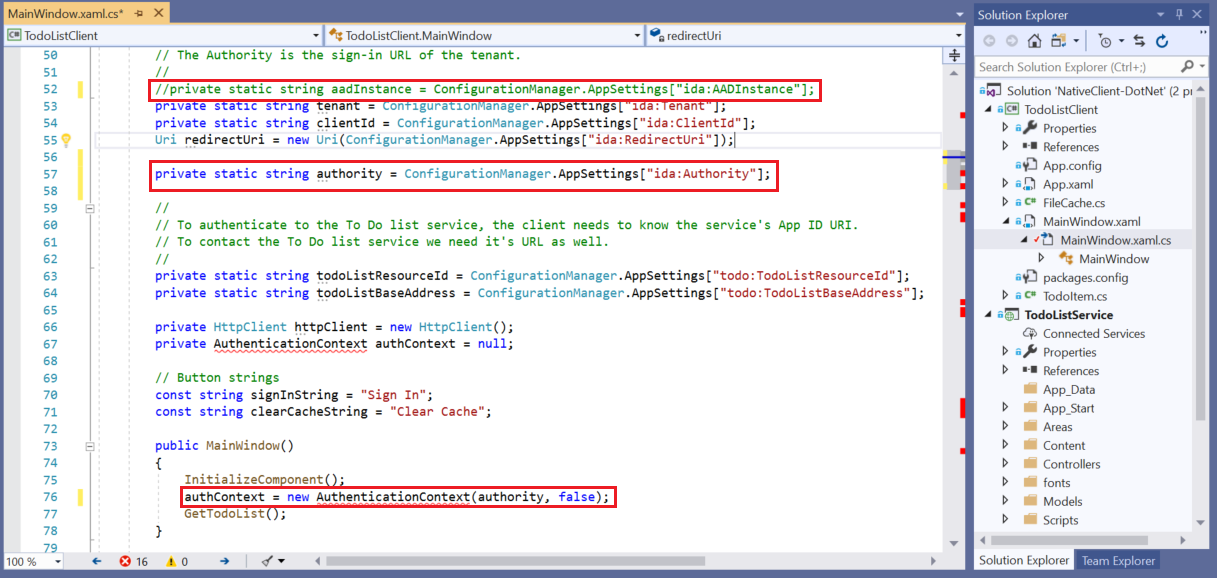 MainWindow.xaml.cs*
TodoListClient
TodoListClient.MainWindow
redirectUri
50 // The Authority is the sign-in URL of the tenant.
51 //
52 //private static string aadInstance = ConfigurationManager.AppSettings["ida:AADInstance"];
53 private static string tenant = ConfigurationManager.AppSettings["ida:Tenant"];
54 private static string clientId = ConfigurationManager.AppSettings["ida:ClientId"];
55 Uri redirectUri = new Uri(ConfigurationManager.AppSettings["ida:RedirectUri"]);
56
57 private static string authority = ConfigurationManager.AppSettings["ida:Authority"];
58
59 //
60 // To authenticate to the To Do list service, the client needs to know the service's App ID URI.
61 // To contact the To Do list service we need it's URL as well.
62 //
63 private static string todoListResourceId = ConfigurationManager.AppSettings["todo:TodoListResourceId"];
64 private static string todoListBaseAddress = ConfigurationManager.AppSettings["todo:TodoListBaseAddress"];
65
66 private HttpClient httpClient = new HttpClient();
67 private AuthenticationContext authContext = null;
68
69 // Button strings
70 const string signInString = "Sign In";
71 const string clearCacheString = "Clear Cache";
72
73 public MainWindow()
74 {
75 InitializeComponent();
76 authContext = new AuthenticationContext(authority, false);
77 GetTodoList();
78 }
79
100 %
16
0
Solution Explorer
Search Solution Explorer (Ctrl+;)
Solution 'NativeClient-DotNet' (2 pr
TodoListClient
Properties
References
App.config
App.xaml
FileCache.cs
MainWindow.xaml
MainWindow.xaml.cs
MainWindow
packages.config
TodoItem.cs
TodoListService
Connected Services
Properties
References
App_Data
App_Start
Areas
Content
Controllers
fonts
Models
Scripts
Solution Explorer
Team Explorer